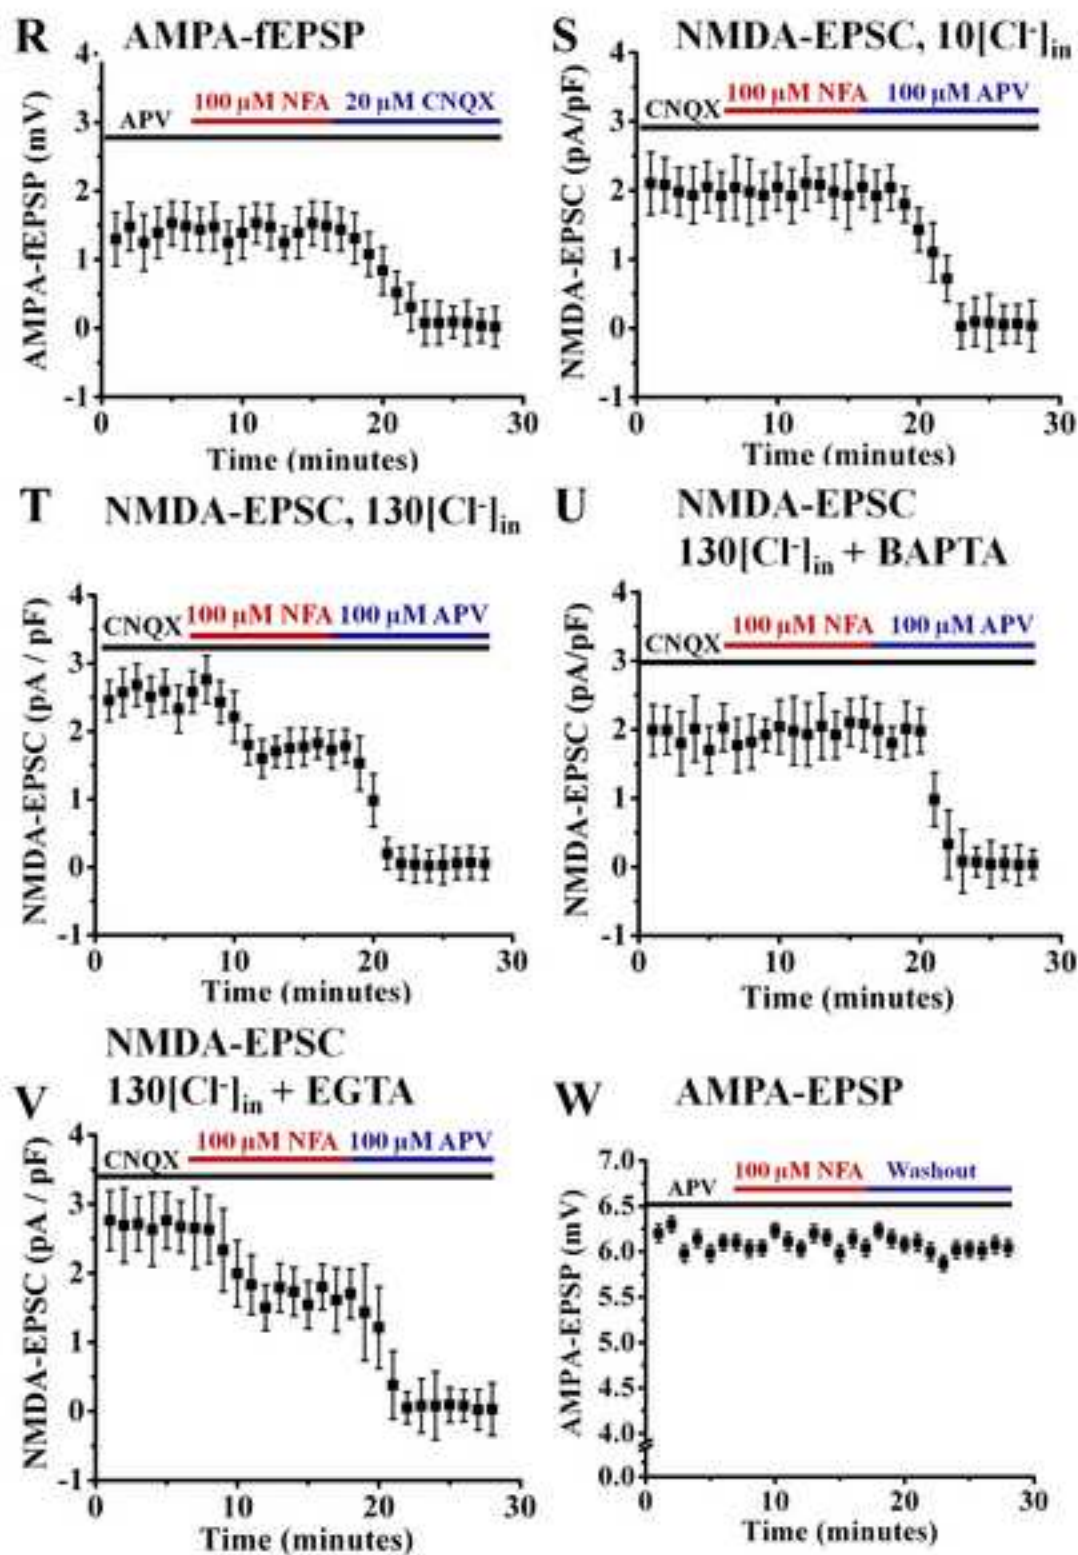 R AMPA-fEPSP
4
100 µM NFA 20 µM CNQX
APV
3
2
1
0
-1
AMPA-fEPSP (mV)
0 10 20 30
Time (minutes)
S NMDA-EPSC, 10[Cl-]in
4
100 µM NFA 100 µM APV
CNQX
3
2
1
0
-1
NMDA-EPSC (pA/pF)
0 10 20 30
Time (minutes)
T NMDA-EPSC, 130[Cl-]in
4
CNQX 100 µM NFA 100 µM APV
3
2
1
0
-1
NMDA-EPSC (pA / pF)
0 10 20 30
Time (minutes)
U NMDA-EPSC
130[Cl-]in + BAPTA
4
100 µM NFA 100 µM APV
CNQX
3
2
1
0
-1
NMDA-EPSC (pA/pF)
0 10 20 30
Time (minutes)
NMDA-EPSC
V 130[Cl-]in + EGTA
4
100 µM NFA 100 µM APV
CNQX
3
2
1
0
-1
NMDA-EPSC (pA / pF)
0 10 20 30
Time (minutes)
W AMPA-EPSP
7.0
100 µM NFA Washout
APV
6.5
6.0
5.5
5.0
4.5
4.0
0.0
AMPA-EPSP (mV)
0 10 20 30
Time (minutes)